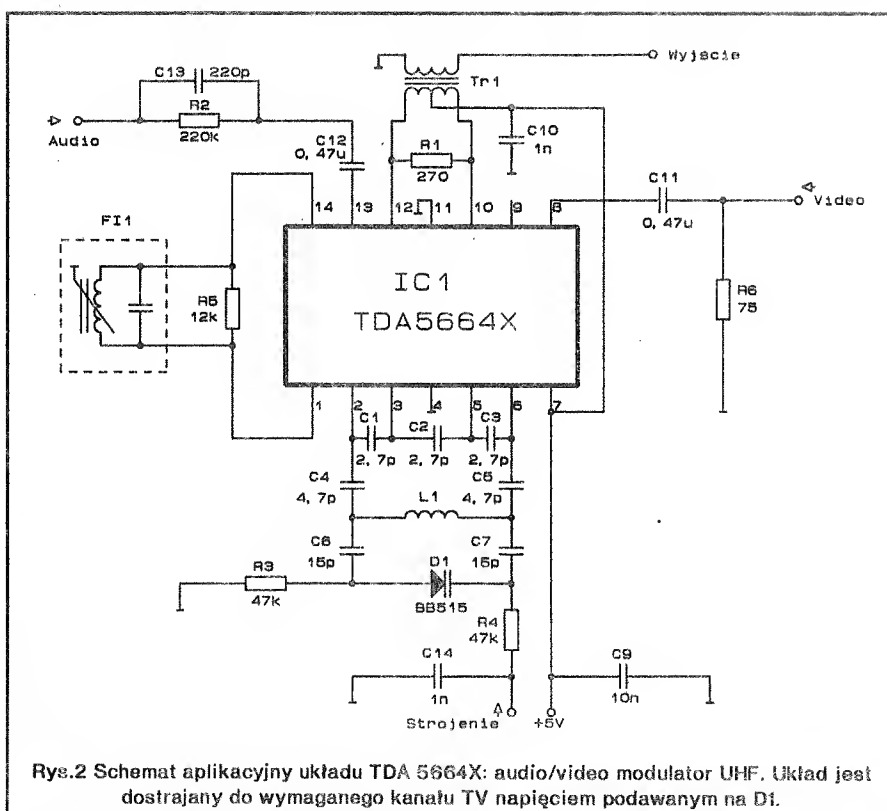 C13 220p
R2
220k
Audio
C12
0,47u
Tr1
Wyjście
R1
270
C10
1n
14 13 12 11 10 9 8
C11
0,47u
Video
FI1
R5
12k
IC1
TDA5664X
R6
75
1 2 3 4 5 6 7
C1
2,7p
C2
2,7p
C3
2,7p
C4
4,7p
C5
4,7p
L1
C6
15p
C7
15p
R3
47k
D1
BB515
R4
47k
C14
1n
C9
10n
Strojenie
+5V
Rys.2 Schemat aplikacyjny układu TDA 5664X: audio/video modulator UHF. Układ jest
dostrajany do wymaganego kanału TV napięciem podawanym na D1.